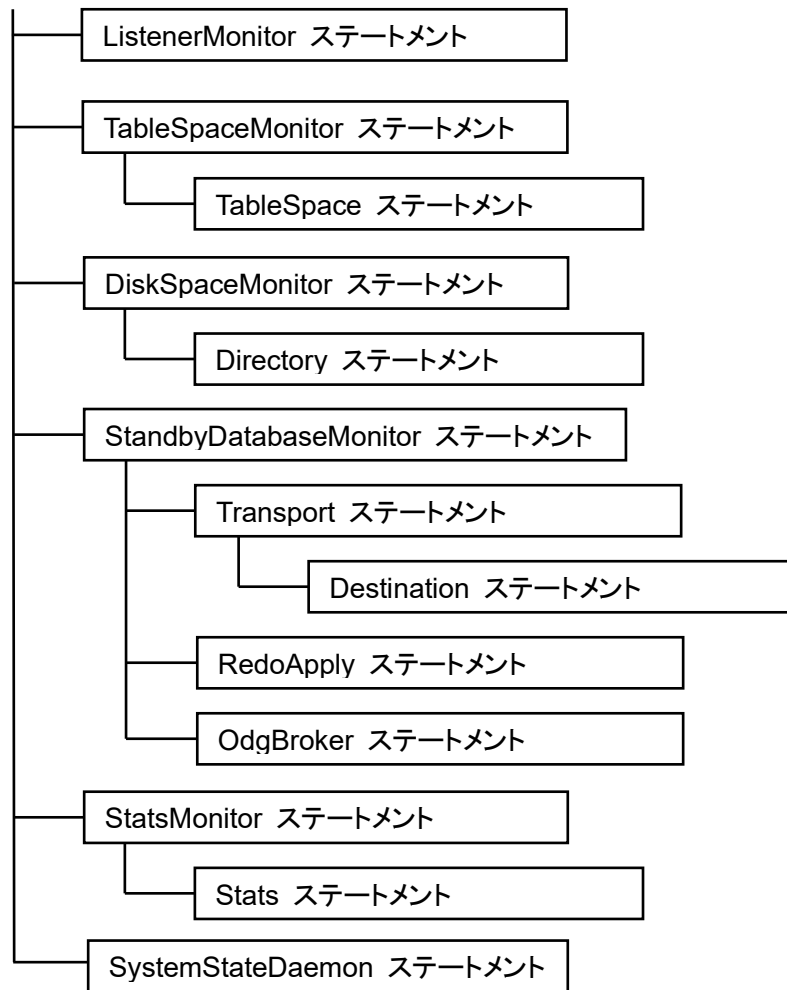 ListenerMonitor ステートメント
TableSpaceMonitor ステートメント
TableSpace ステートメント
DiskSpaceMonitor ステートメント
Directory ステートメント
StandbyDatabaseMonitor ステートメント
Transport ステートメント
Destination ステートメント
RedoApply ステートメント
OdgBroker ステートメント
StatsMonitor ステートメント
Stats ステートメント
SystemStateDaemon ステートメント